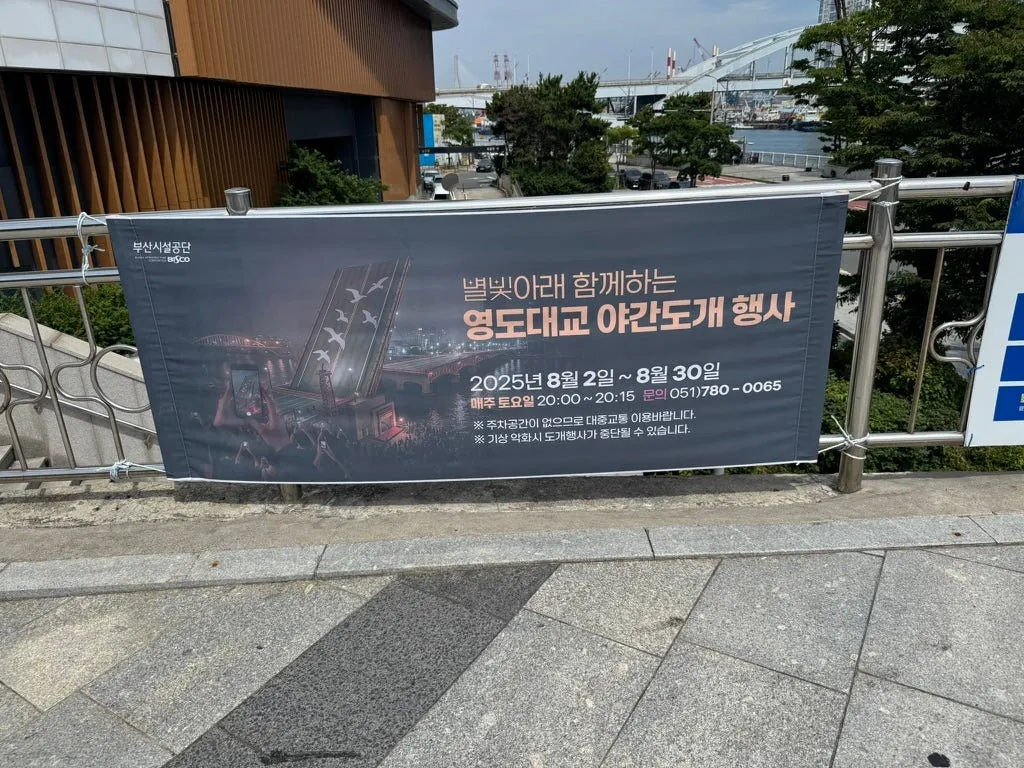 부산시설공단
BISCO
별빛아래 함께하는
영도대교 야간도개 행사
2025년 8월 2일 ~ 8월 30일
매주 토요일 20:00 ~ 20:15 문의 051)780 - 0065
※ 주차공간이 없으므로 대중교통 이용바랍니다.
※ 기상 악화시 도개행사가 중단될 수 있습니다.